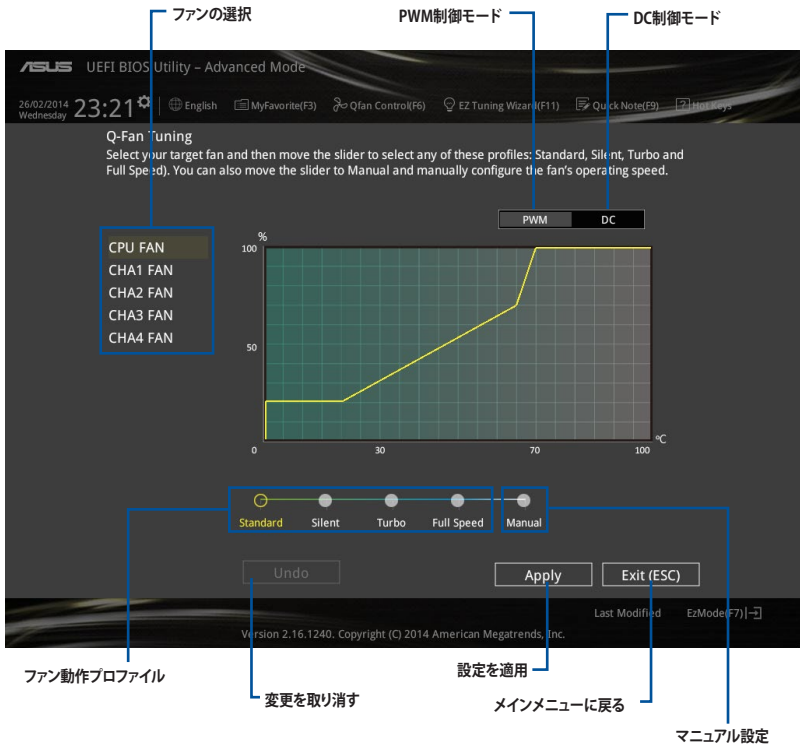 ファンの選択
PWM制御モード
DC制御モード
ASUS UEFI BIOS Utility – Advanced Mode
26/02/2014
Wednesday
23:21
English
MyFavorite(F3)
Qfan Control(F6)
EZ Tuning Wizard(F11)
Quick Note(F9)
? Hot Keys
Q-Fan Tuning
Select your target fan and then move the slider to select any of these profiles: Standard, Silent, Turbo and
Full Speed). You can also move the slider to Manual and manually configure the fan's operating speed.
PWM
DC
CPU FAN
CHA1 FAN
CHA2 FAN
CHA3 FAN
CHA4 FAN
%
100
50
0
30
70
100
ºC
Standard
Silent
Turbo
Full Speed
Manual
Undo
Apply
Exit (ESC)
Last Modified
EzMode(F7)
Version 2.16.1240. Copyright (C) 2014 American Megatrends, Inc.
ファン動作プロファイル
変更を取り消す
設定を適用
メインメニューに戻る
マニュアル設定